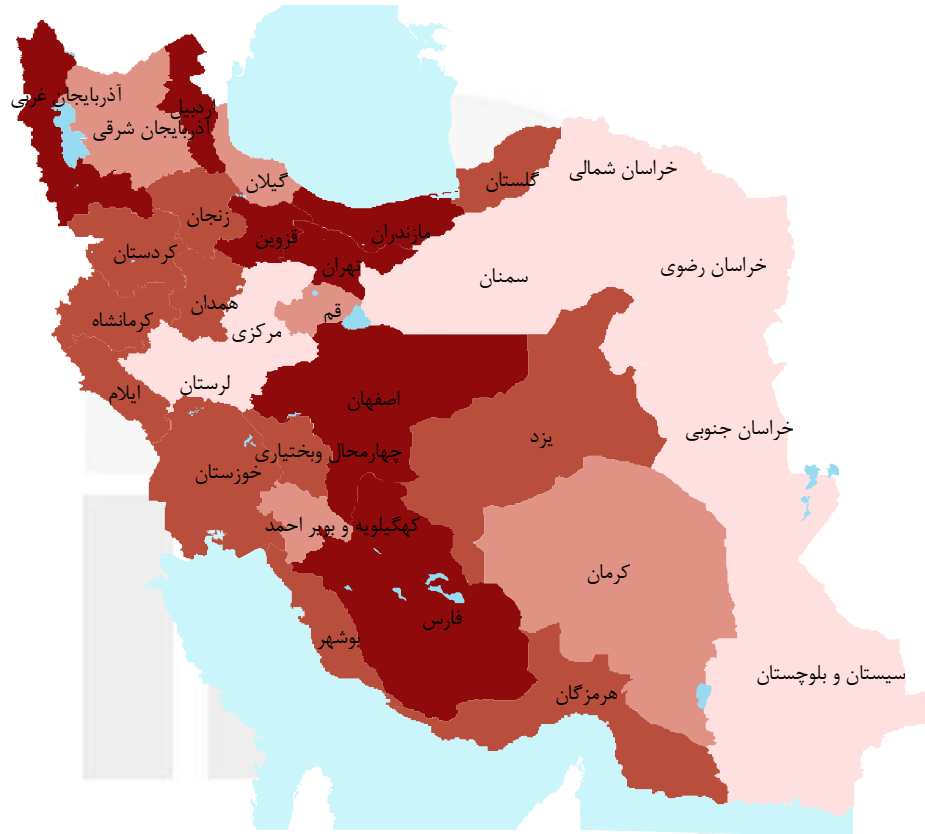 آذربایجان غربی
اردبیل
آذربایجان شرقی
گیلان
گلستان
خراسان شمالی
زنجان
قزوین
مازندران
کردستان
تهران
سمنان
خراسان رضوی
همدان
کرمانشاه
قم
مرکزی
ایلام
لرستان
اصفهان
خراسان جنوبی
یزد
چهارمحال وبختیاری
خوزستان
کهگیلویه و بویر احمد
کرمان
فارس
بوشهر
هرمزگان
سیستان و بلوچستان